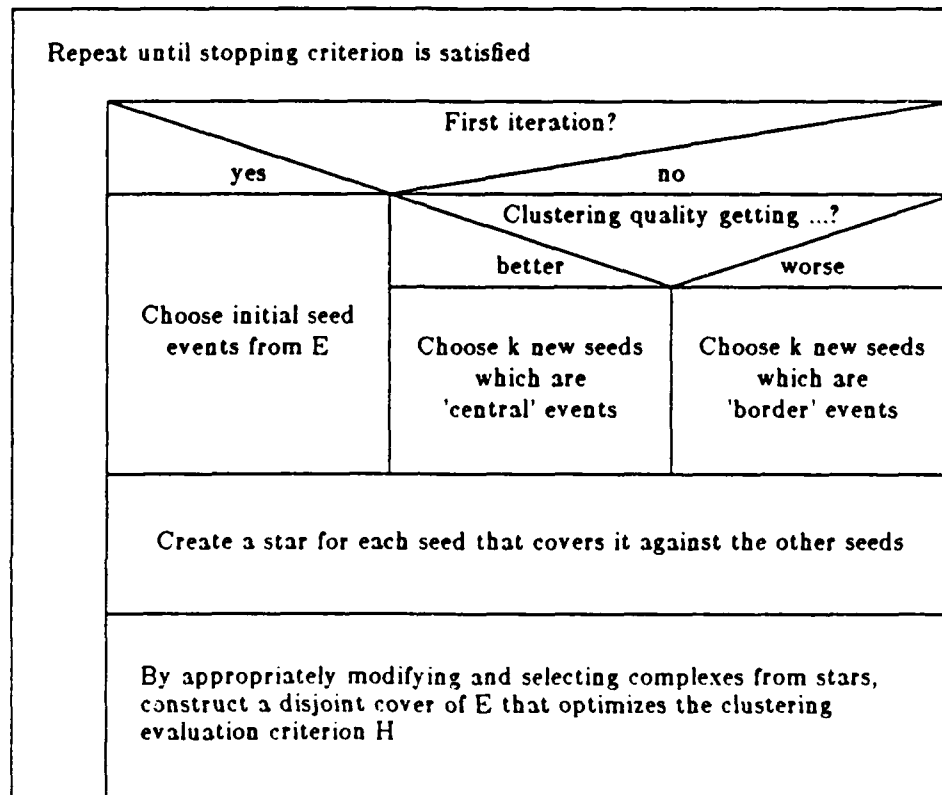 Repeat until stopping criterion is satisfied
First iteration?
yes
no
Clustering quality getting ...?
better
worse
Choose initial seed
events from E
Choose k new seeds
which are
'central' events
Choose k new seeds
which are
'border' events
Create a star for each seed that covers it against the other seeds
By appropriately modifying and selecting complexes from stars,
construct a disjoint cover of E that optimizes the clustering
evaluation criterion H